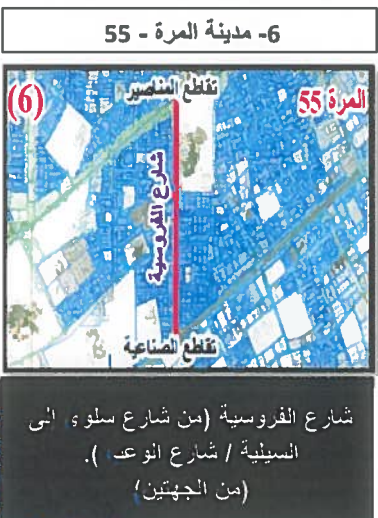 6- مدينة المرة - 55
تقاطع المناصير
(6)
المرة 55
شارع الفروسية
تقاطع الصناعية
شارع الفروسية (من شارع سلوى الى
السيلية / شارع الوعب ).
(من الجهتين)